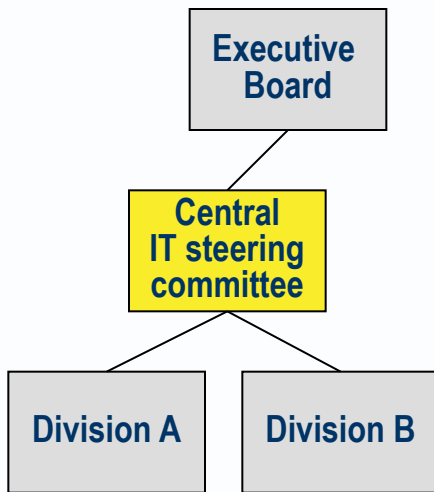 Executive
Board
Central
IT steering
committee
Division A
Division B